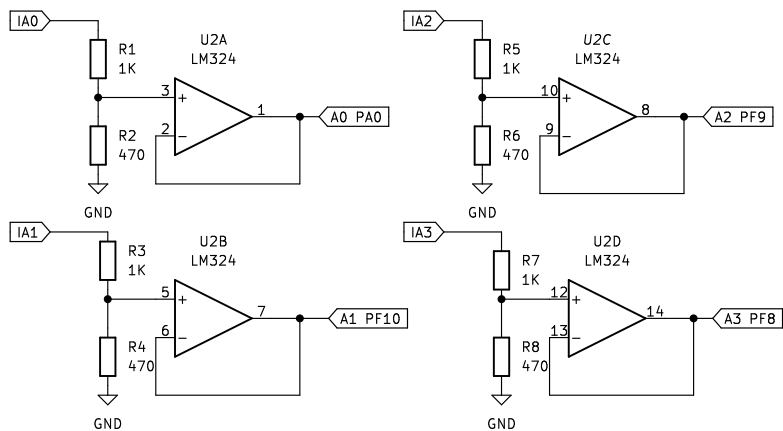 IA0
R1
1K
U2A
LM324
3
+
1
A0 PA0
2
−
R2
470
GND
IA2
R5
1K
U2C
LM324
10
+
8
A2 PF9
9
−
R6
470
GND
IA1
R3
1K
U2B
LM324
5
+
7
A1 PF10
6
−
R4
470
GND
IA3
R7
1K
U2D
LM324
12
+
14
A3 PF8
13
−
R8
470
GND